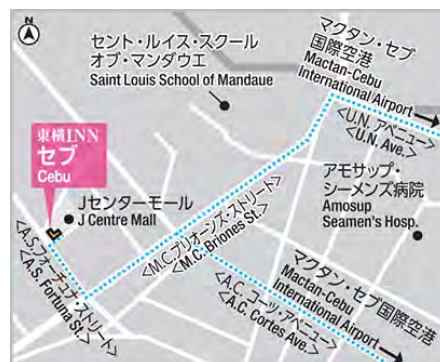 N
セント・ルイス・スクール
オブ・マンダウエ
Saint Louis School of Mandaue
マクタン・セブ
国際空港
Mactan-Cebu
International Airport
<U.N. アベニュー>
<U.N. Ave.>
東横INN
セブ
Cebu
Jセンターモール
J Centre Mall
アモサップ・
シーメンズ病院
Amosup
Seamen's Hosp.
<M.C.ブリオーンズ・ストリート>
<M.C. Briones St.>
<A.S.フォーチュナ・ストリート>
<A.S. Fortuna St.>
マクタン・セブ国際空港
Mactan-Cebu
International Airport
<A.C. コーツ・アベニュー>
<A.C. Cortes Ave.>